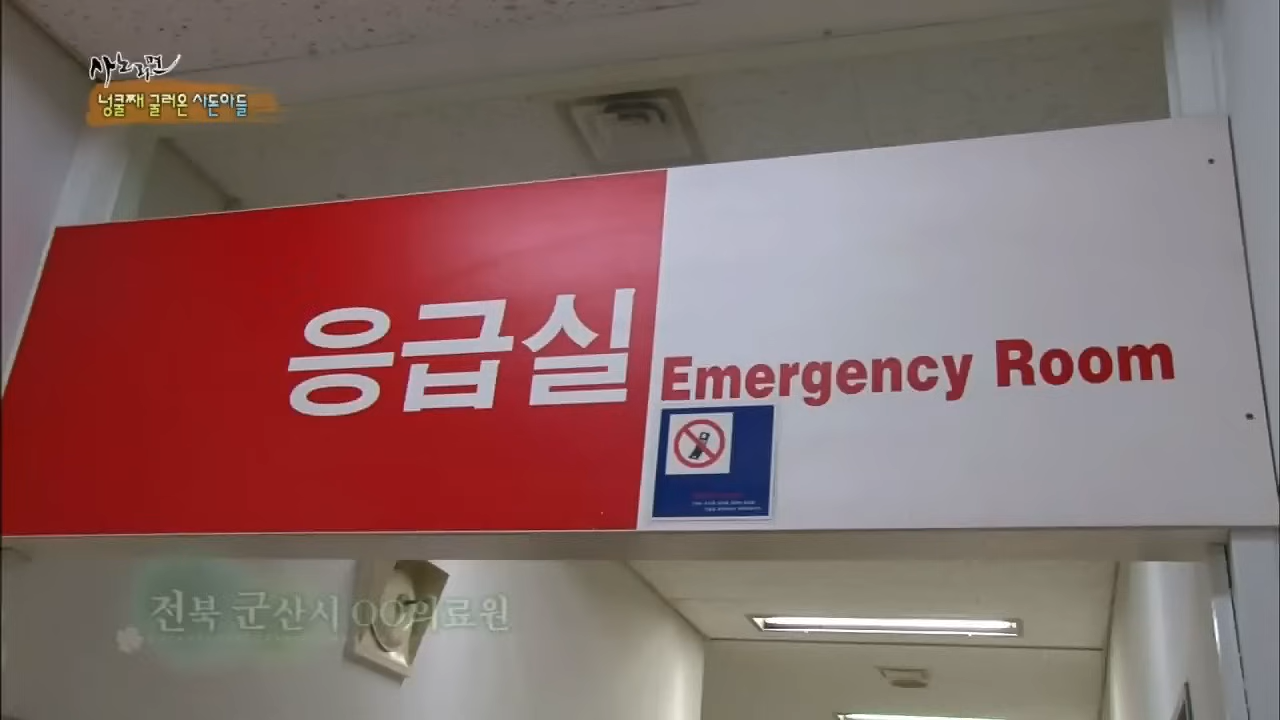 사노라면
넝쿨째 굴러온 사돈아들
응급실
Emergency Room
전북 군산시 OO의료원